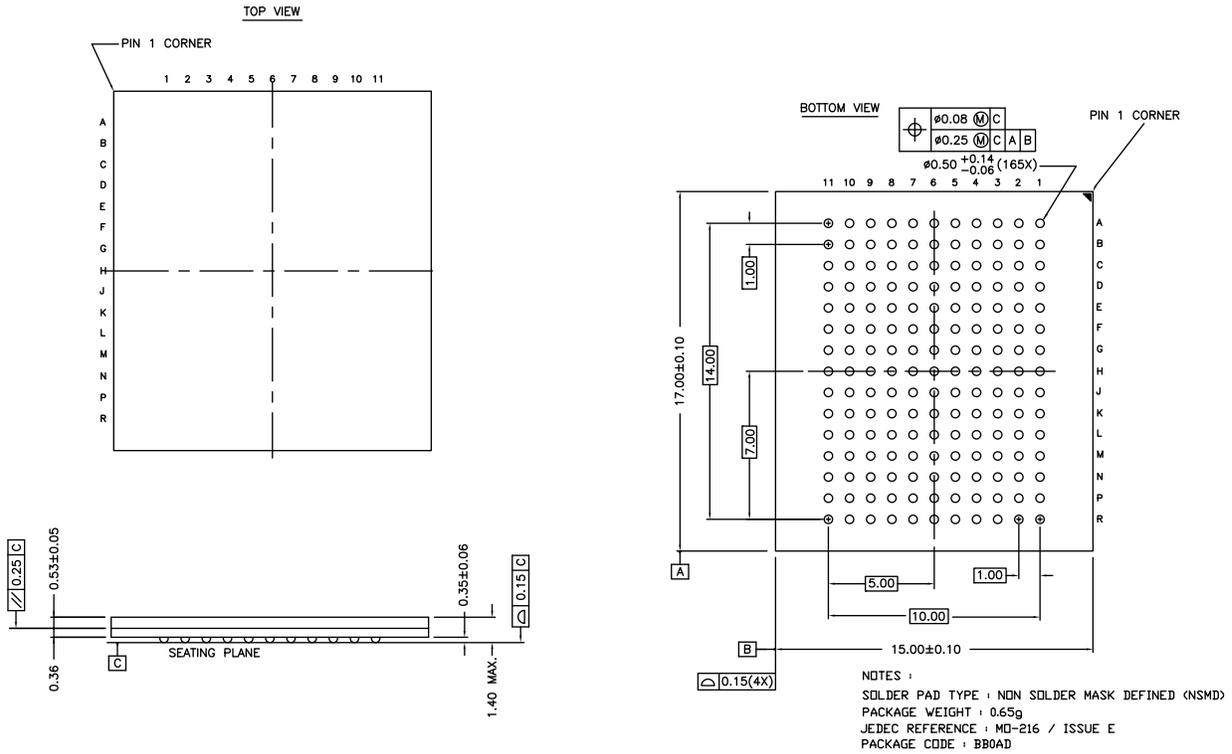 TOP VIEW
PIN 1 CORNER
1 2 3 4 5 6 7 8 9 10 11
A
B
C
D
E
F
G
H
J
K
L
M
N
P
R
BOTTOM VIEW
ø0.08 Ⓜ C
ø0.25 Ⓜ C A B
PIN 1 CORNER
ø0.50 +0.14 -0.06 (165X)
11 10 9 8 7 6 5 4 3 2 1
A
B
C
D
E
F
G
H
J
K
L
M
N
P
R
1.00
17.00±0.10
14.00
7.00
A
5.00
1.00
10.00
B
15.00±0.10
0.15(4X)
0.25 C
0.53±0.05
0.36
C
SEATING PLANE
0.35±0.06
1.40 MAX.
0.15 C
NOTES :
SOLDER PAD TYPE : NON SOLDER MASK DEFINED (NSMD)
PACKAGE WEIGHT : 0.65g
JEDEC REFERENCE : MO-216 / ISSUE E
PACKAGE CODE : BB0AD